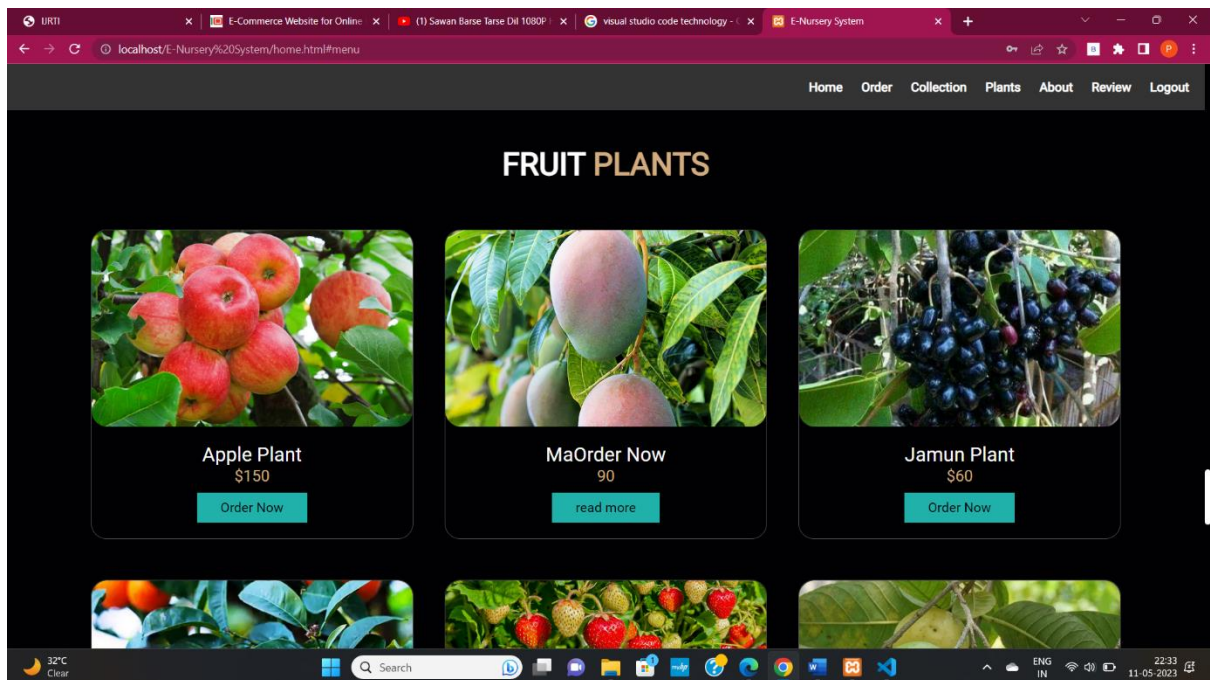 URTI
E-Commerce Website for Online
(1) Sawan Barse Tarse Dil 1080P
visual studio code technology -
E-Nursery System
localhost/E-Nursery%20System/home.html#menu
Home Order Collection Plants About Review Logout
FRUIT PLANTS
Apple Plant
$150
Order Now
MaOrder Now
90
read more
Jamun Plant
$60
Order Now
32°C
Clear
Search
ENG
IN
22:33
11-05-2023